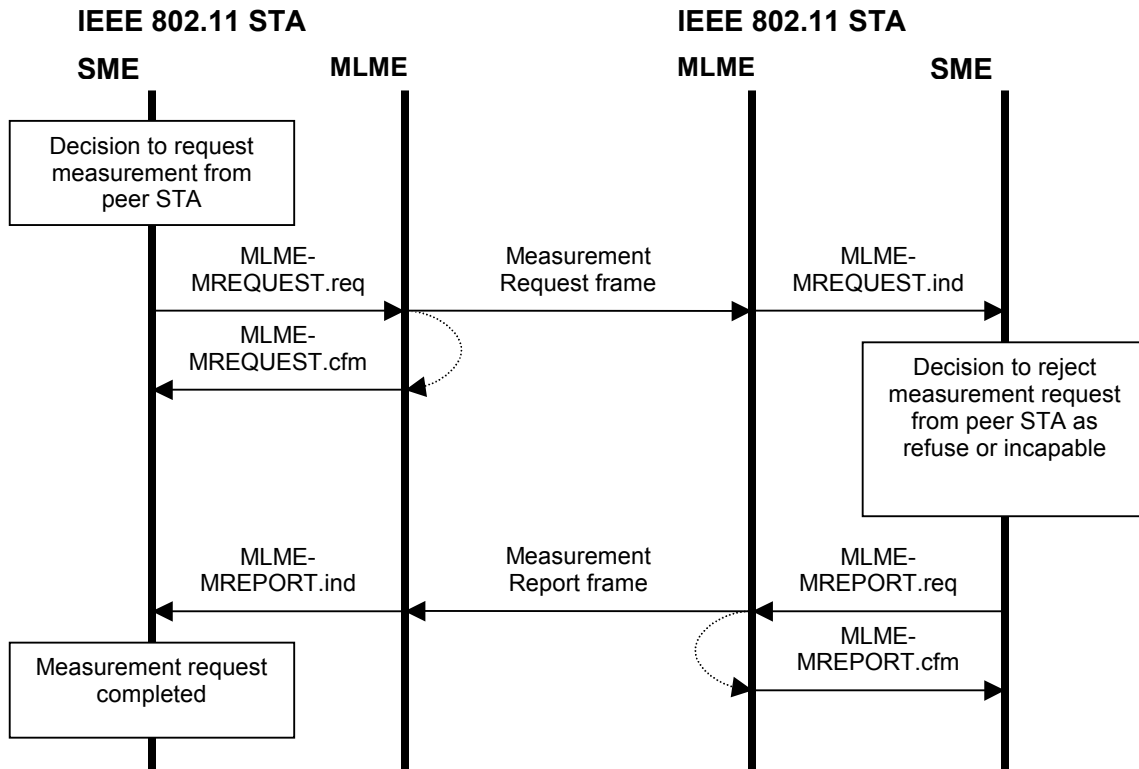 IEEE 802.11 STA
IEEE 802.11 STA
SME
MLME
MLME
SME
Decision to request
measurement from
peer STA
MLME-
MREQUEST.req
Measurement
Request frame
MLME-
MREQUEST.ind
MLME-
MREQUEST.cfm
Decision to reject
measurement request
from peer STA as
refuse or incapable
MLME-
MREPORT.ind
Measurement
Report frame
MLME-
MREPORT.req
MLME-
MREPORT.cfm
Measurement request
completed